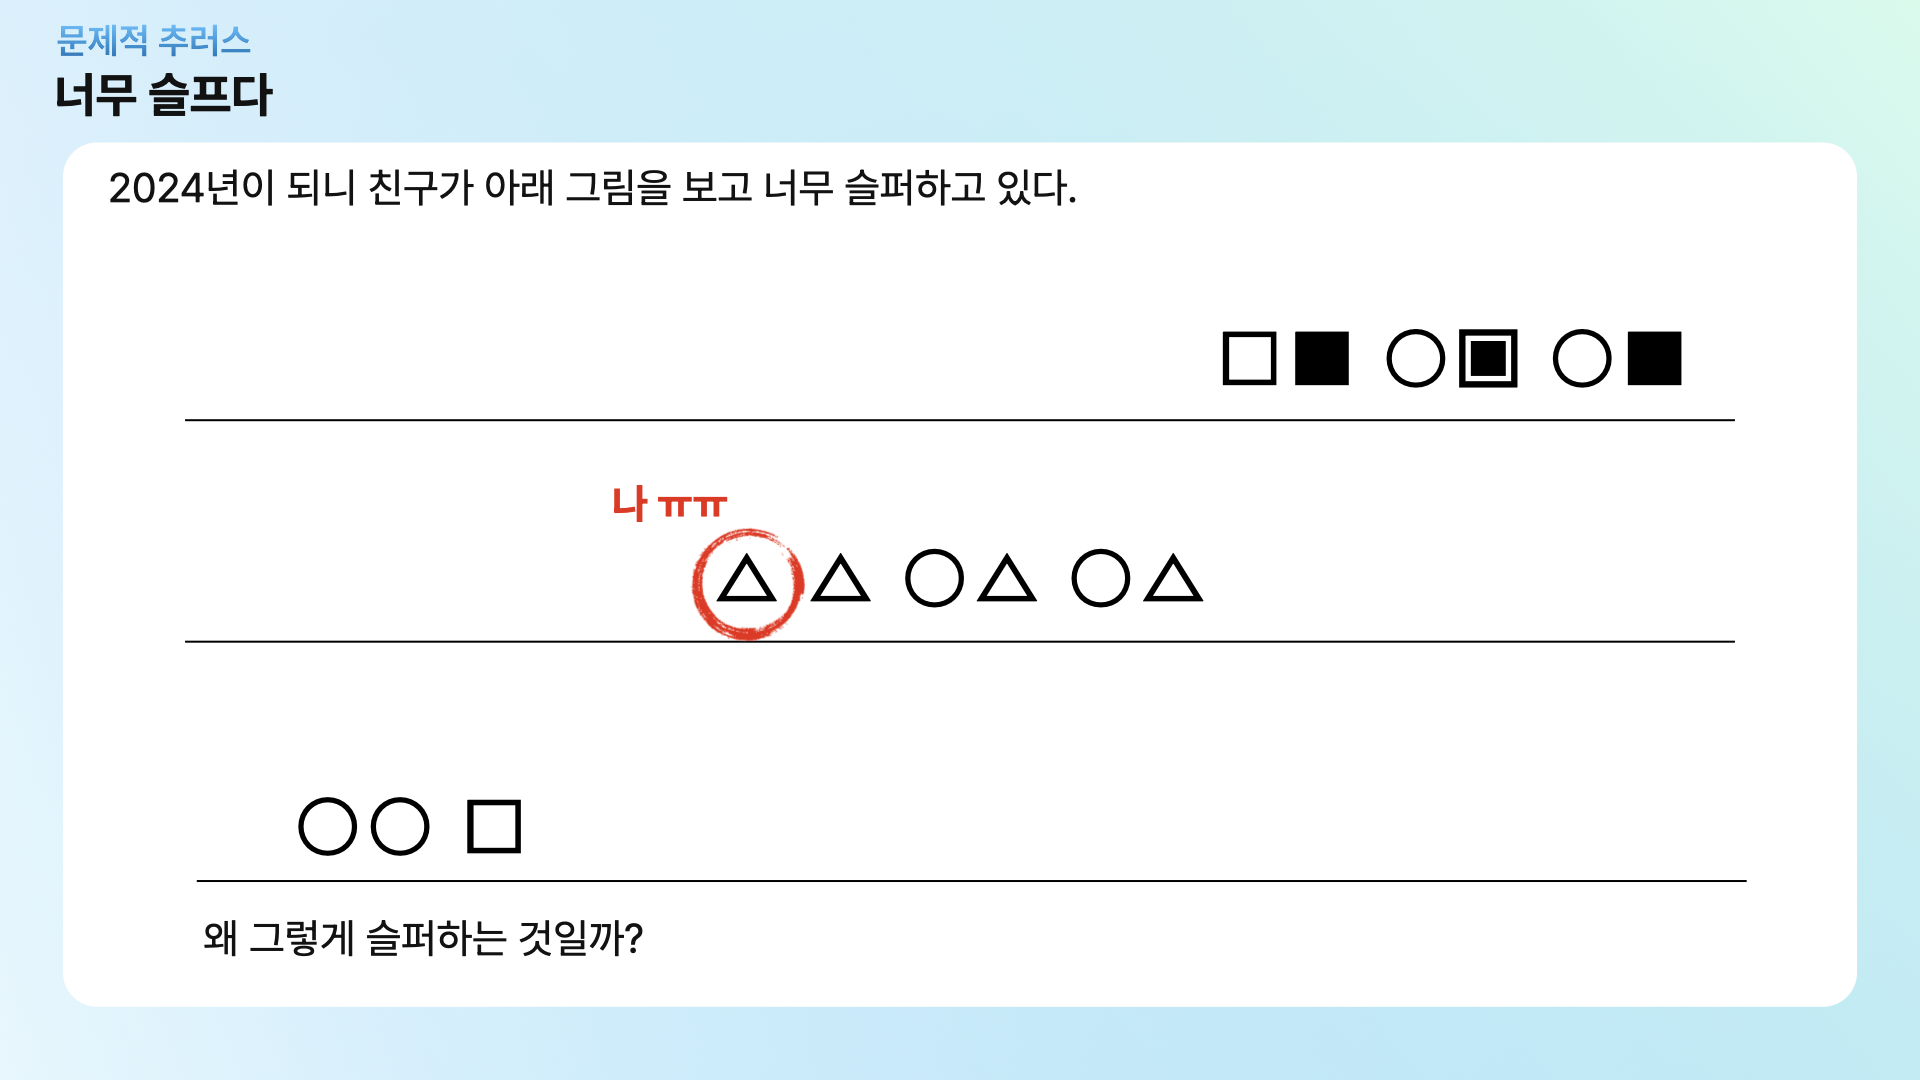 문제적 추러스
너무 슬프다
2024년이 되니 친구가 아래 그림을 보고 너무 슬퍼하고 있다.
나 ㅠㅠ
왜 그렇게 슬퍼하는 것일까?